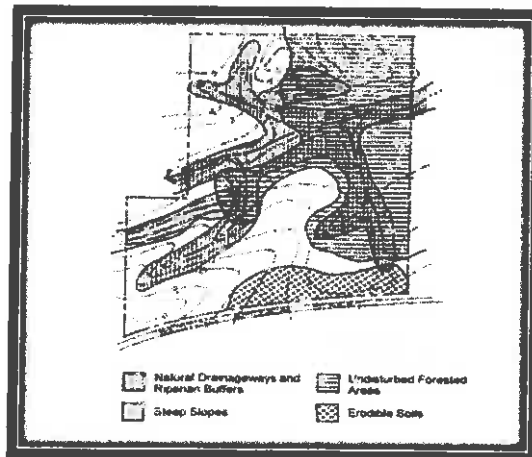 Natural Drainageways and
Riparian Buffers
Steep Slopes
Undisturbed Forested
Areas
Erodible Soils